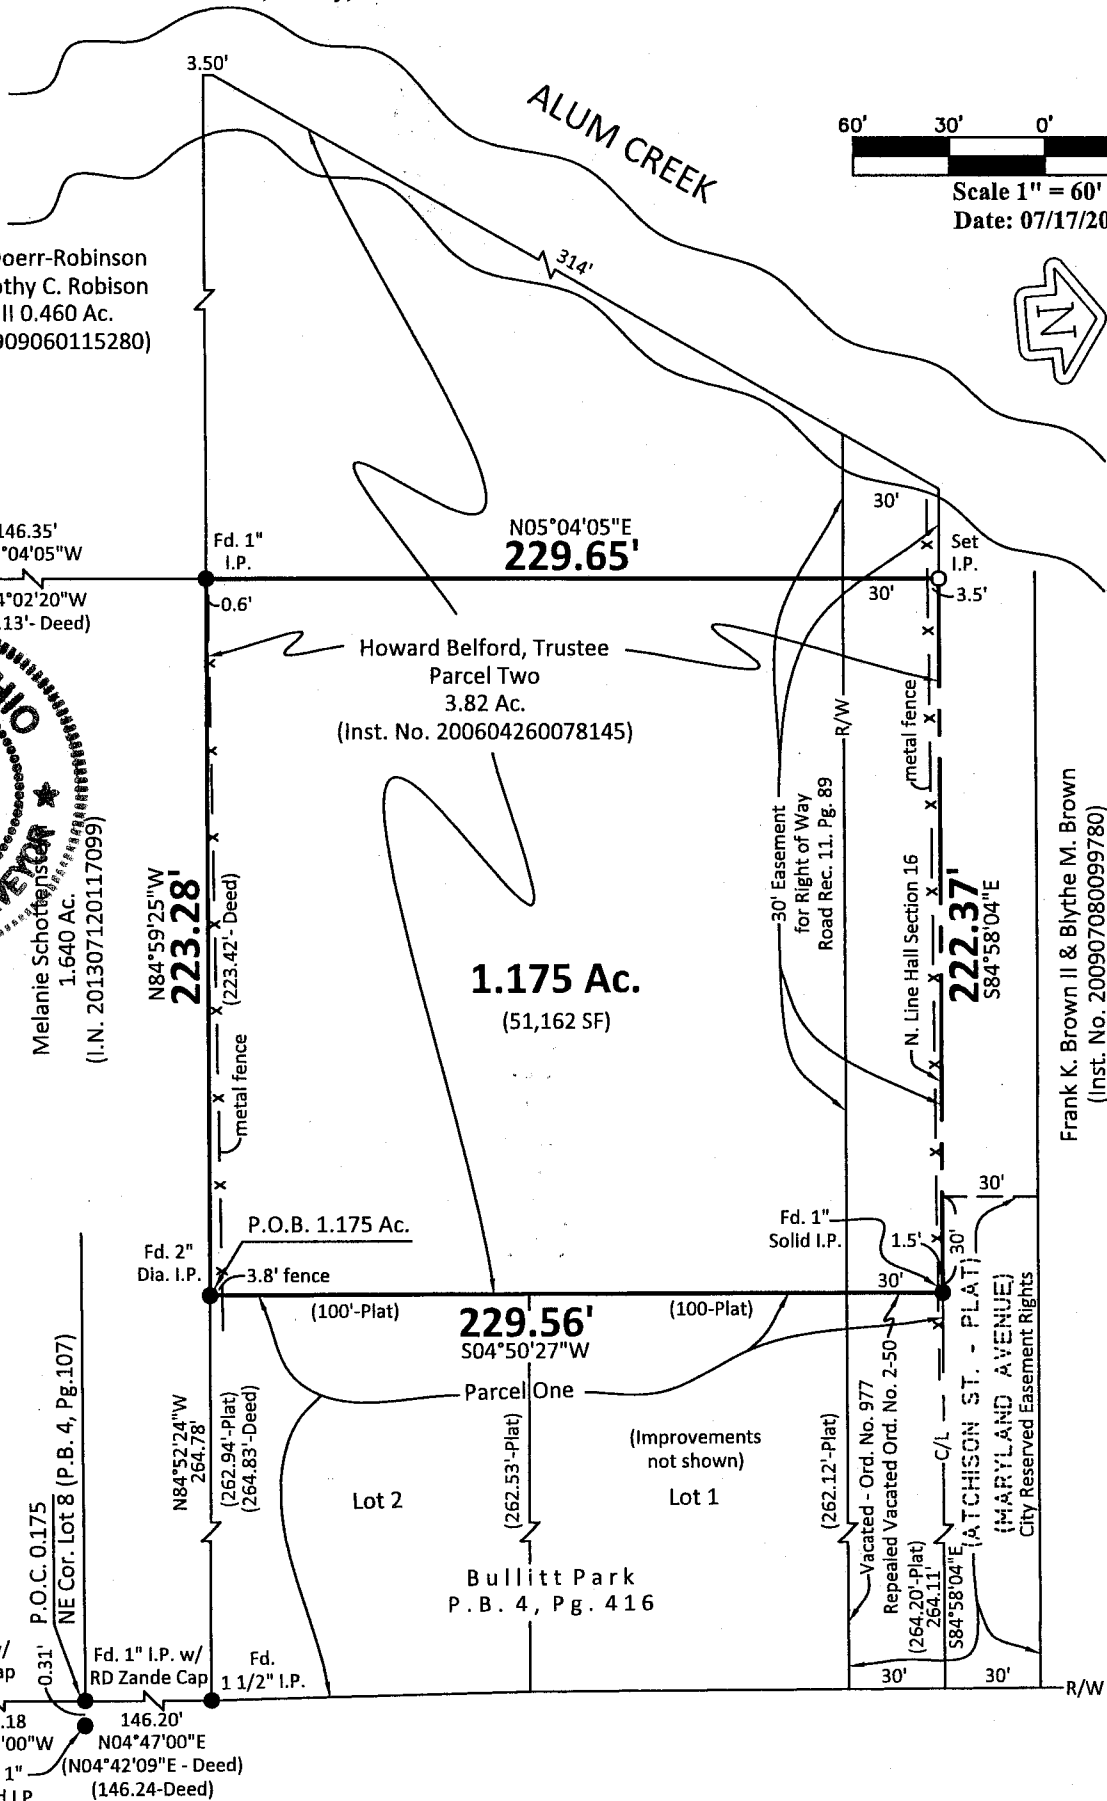 3.50'
ALUM CREEK
60' 30' 0'
Scale 1" = 60'
Date: 07/17/20
N
oerr-Robinson
othy C. Robison
II 0.460 Ac.
909060115280)
314'
30'
146.35'
°04'05"W
4°02'20"W
.13'- Deed)
Fd. 1"
I.P.
0.6'
N05°04'05"E
229.65'
30'
Set
I.P.
3.5'
Howard Belford, Trustee
Parcel Two
3.82 Ac.
(Inst. No. 200604260078145)
R/W
metal fence
30' Easement
for Right of Way
Road Rec. 11. Pg. 89
N. Line Hall Section 16
222.37'
S84°58'04"E
Frank K. Brown II & Blythe M. Brown
(Inst. No. 200907080099780)
OHIO
VEYOR
Melanie Schottenstein
1.640 Ac.
(I.N. 201307120117099)
N84°59'25"W
223.28'
(223.42'- Deed)
metal fence
1.175 Ac.
(51,162 SF)
P.O.B. 1.175 Ac.
Fd. 2"
Dia. I.P.
3.8' fence
Fd. 1"
Solid I.P.
1.5'
30'
30'
30'
(100'-Plat)
(100-Plat)
229.56'
S04°50'27"W
Parcel One
N84°52'24"W
264.78'
(262.94'-Plat)
(264.83'-Deed)
(262.53'-Plat)
(Improvements
not shown)
Lot 2
Lot 1
Bullitt Park
P.B. 4, Pg. 416
(262.12'-Plat)
Vacated - Ord. No. 977
Repealed Vacated Ord. No. 2-50
(264.20'-Plat)
264.11'
S84°58'04"E
C/L
(ATCHISON ST. - PLAT)
(MARYLAND AVENUE)
City Reserved Easement Rights
P.O.C. 0.175
NE Cor. Lot 8 (P.B. 4, Pg.107)
0.31'
Fd. 1" I.P. w/
RD Zande Cap
Fd.
1 1/2" I.P.
30'
30'
R/W
146.20'
N04°47'00"E
(N04°42'09"E - Deed)
(146.24-Deed)
w/
ap
.18
'00"W
1"
I.P.